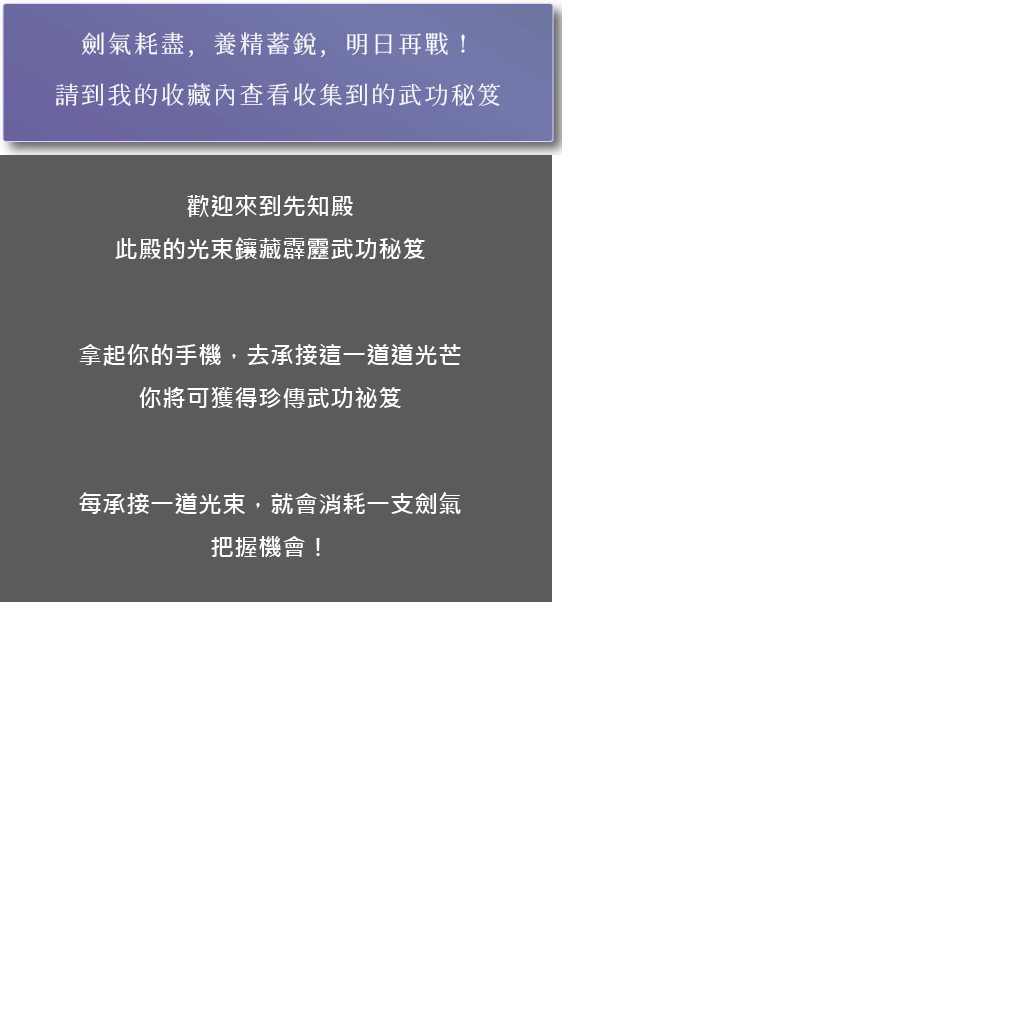 劍氣耗盡，養精蓄銳，明日再戰！
請到我的收藏內查看收集到的武功秘笈
歡迎來到先知殿
此殿的光束鑲藏霹靂武功秘笈
拿起你的手機，去承接這一道道光芒
你將可獲得珍傳武功祕笈
每承接一道光束，就會消耗一支劍氣
把握機會！